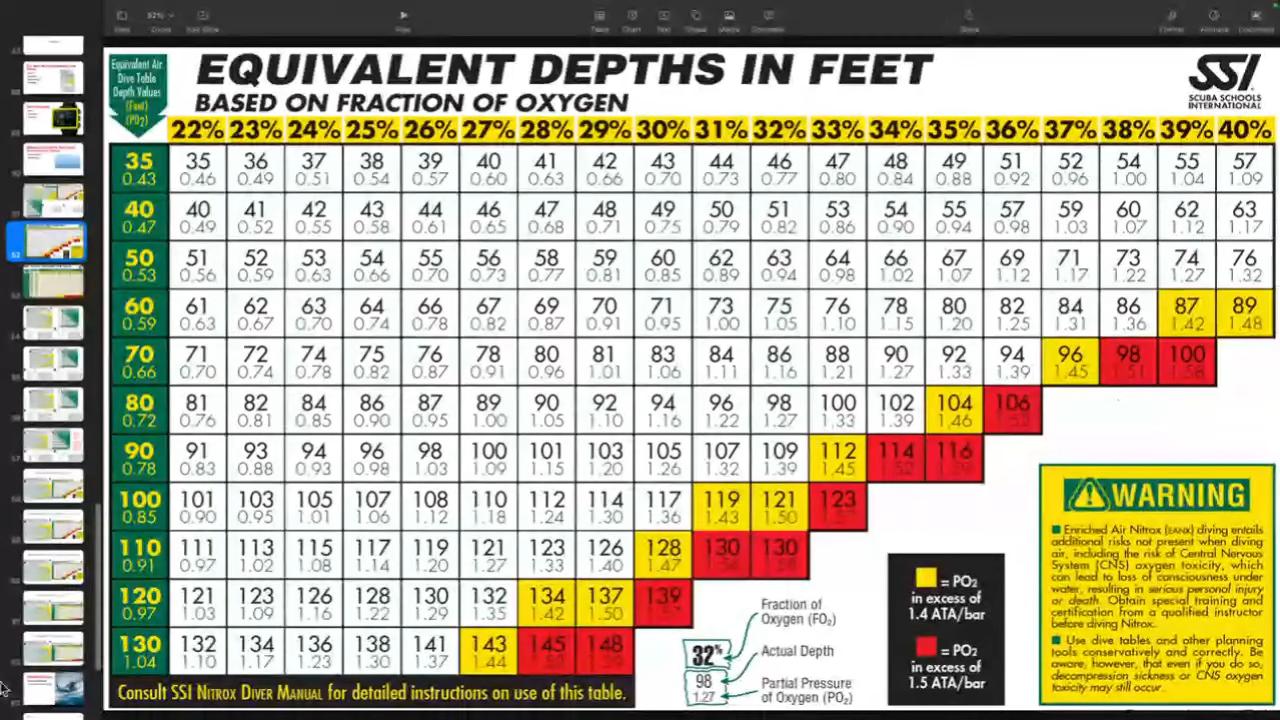 52%
Equivalent Air
Dive Table
Depth Values
(Feet)
(PO2)
EQUIVALENT DEPTHS IN FEET
BASED ON FRACTION OF OXYGEN
SSI
SCUBA SCHOOLS
INTERNATIONAL
22% 23% 24% 25% 26% 27% 28% 29% 30% 31% 32% 33% 34% 35% 36% 37% 38% 39% 40%
35 35 36 37 38 39 40 41 42 43 44 46 47 48 49 51 52 54 55 57
0.43 0.46 0.49 0.51 0.54 0.57 0.60 0.63 0.66 0.70 0.73 0.77 0.80 0.84 0.88 0.92 0.96 1.00 1.04 1.09
40 40 41 42 43 44 46 47 48 49 50 51 53 54 55 57 59 60 62 63
0.47 0.49 0.52 0.55 0.58 0.61 0.65 0.68 0.71 0.75 0.79 0.82 0.86 0.90 0.94 0.98 1.03 1.07 1.12 1.17
50 51 52 53 54 55 56 58 59 60 62 63 64 66 67 69 71 73 74 76
0.53 0.56 0.59 0.63 0.66 0.70 0.73 0.77 0.81 0.85 0.89 0.94 0.98 1.02 1.07 1.12 1.17 1.22 1.27 1.32
60 61 62 63 64 66 67 69 70 71 73 75 76 78 80 82 84 86 87 89
0.59 0.63 0.67 0.70 0.74 0.78 0.82 0.87 0.91 0.95 1.00 1.05 1.10 1.15 1.20 1.25 1.31 1.36 1.42 1.48
70 71 72 74 75 76 78 80 81 83 84 86 88 90 92 94 96 98 100
0.66 0.70 0.74 0.78 0.82 0.87 0.91 0.96 1.01 1.06 1.11 1.16 1.21 1.27 1.33 1.39 1.45 1.51 1.58
80 81 82 84 86 87 89 90 92 94 96 98 100 102 104 106
0.72 0.76 0.81 0.85 0.90 0.95 1.00 1.05 1.10 1.16 1.22 1.27 1.33 1.39 1.46
90 91 93 94 96 98 100 101 103 105 107 109 112 114 116
0.78 0.83 0.88 0.93 0.98 1.03 1.09 1.15 1.20 1.26 1.32 1.39 1.45
100 101 103 105 107 108 110 112 114 117 119 121 123
0.85 0.90 0.95 1.01 1.06 1.12 1.18 1.24 1.30 1.36 1.43 1.50
110 111 113 115 117 119 121 123 126 128 130 130
0.91 0.97 1.02 1.08 1.14 1.20 1.27 1.33 1.40 1.47
120 121 123 126 128 130 132 134 137 139
0.97 1.03 1.09 1.16 1.22 1.29 1.35 1.42 1.50
130 132 134 136 138 141 143 145 148
1.04 1.10 1.17 1.23 1.30 1.37 1.44
Consult SSI NITROX DIVER MANUAL for detailed instructions on use of this table.
32%
98
1.27
Fraction of
Oxygen (FO2)
Actual Depth
Partial Pressure
of Oxygen (PO2)
= PO2
in excess of
1.4 ATA/bar
= PO2
in excess of
1.5 ATA/bar
WARNING
Enriched Air Nitrox (EANX) diving entails
additional risks not present when diving
air, including the risk of Central Nervous
System (CNS) oxygen toxicity, which
can lead to loss of consciousness under
water, resulting in serious personal injury
or death. Obtain special training and
certification from a qualified instructor
before diving Nitrox.
Use dive tables and other planning
tools conservatively and correctly. Be
aware, however, that even if you do so,
decompression sickness or CNS oxygen
toxicity may still occur.